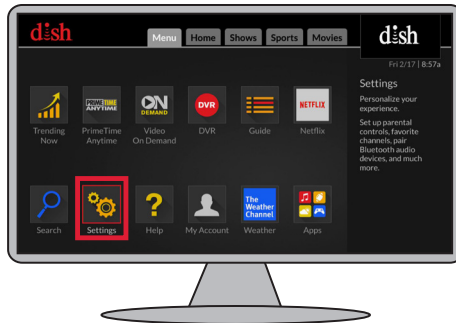 dish
Menu Home Shows Sports Movies
dish
Fri 2/17 | 8:57a
Settings
Personalize your
experience.
Set up parental
controls, favorite
channels, pair
Bluetooth audio
devices, and much
more.
PRIMETIME
ANYTIME
ON
DEMAND
DVR
NETFLIX
Trending
Now
PrimeTime
Anytime
Video
On Demand
DVR
Guide
Netflix
?
The
Weather
Channel
Search
Settings
Help
My Account
Weather
Apps